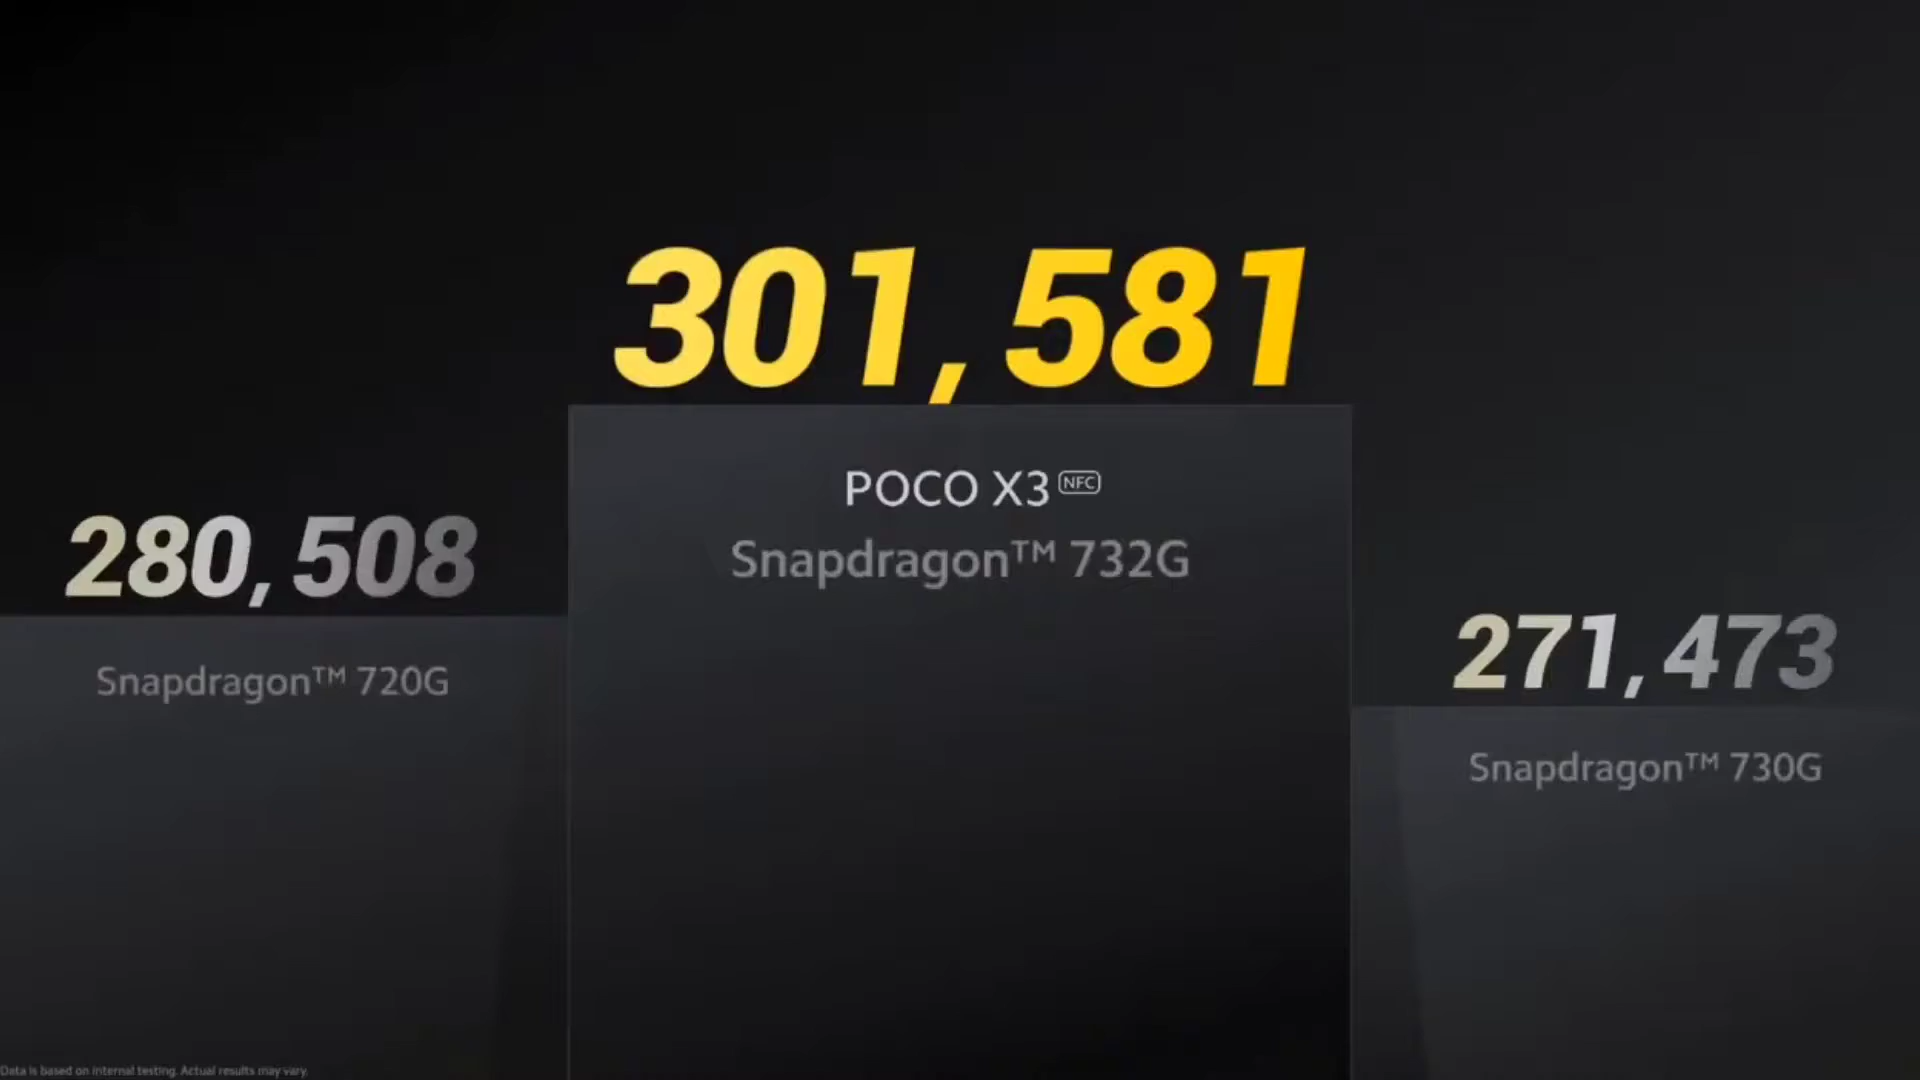 301,581
POCO X3 NFC
Snapdragon™ 732G
280,508
Snapdragon™ 720G
271,473
Snapdragon™ 730G
Data is based on internal testing. Actual results may vary.